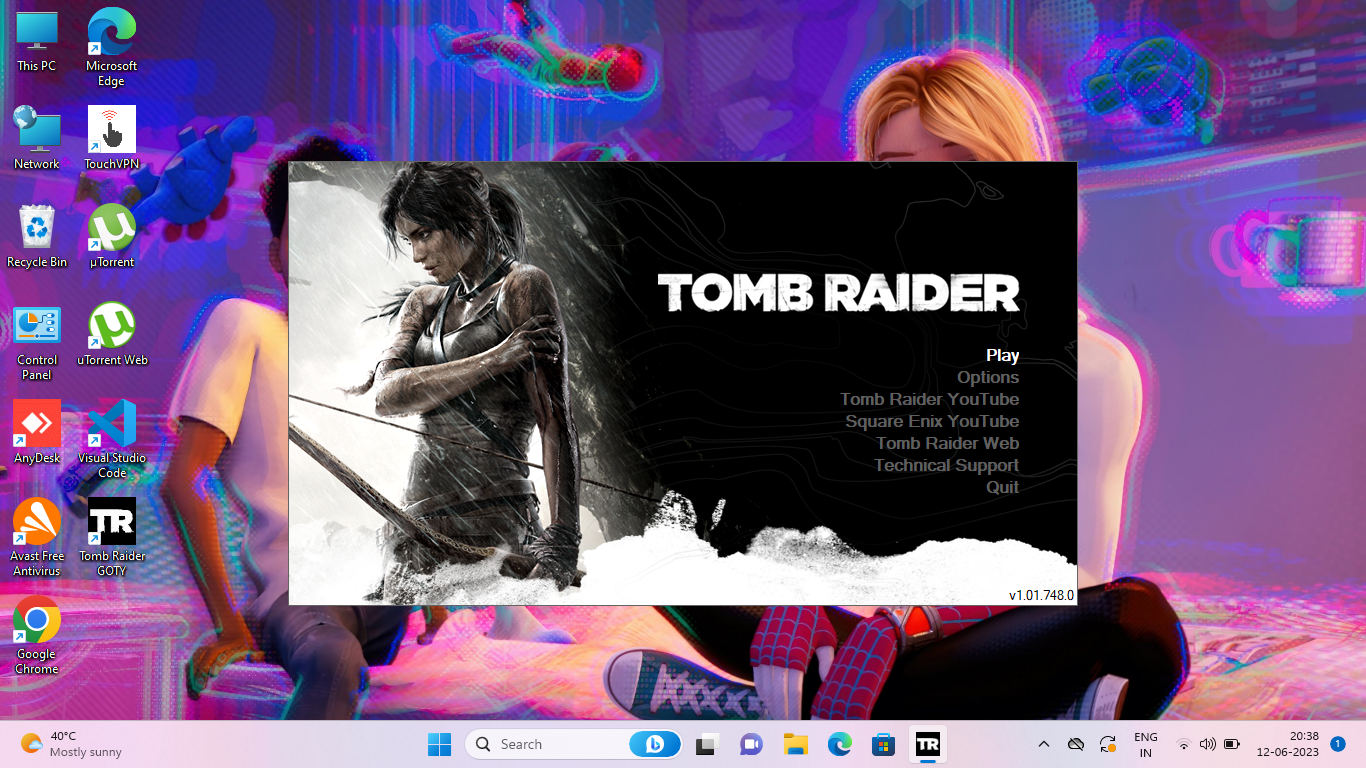 This PC
Microsoft
Edge
Network
TouchVPN
Recycle Bin
µTorrent
Control
Panel
uTorrent Web
AnyDesk
Visual Studio
Code
Avast Free
Antivirus
TR
Tomb Raider
GOTY
Google
Chrome
TOMB RAIDER
Play
Options
Tomb Raider YouTube
Square Enix YouTube
Tomb Raider Web
Technical Support
Quit
v1.01.748.0
40°C
Mostly sunny
Search
TR
ENG
IN
20:38
12-06-2023
1